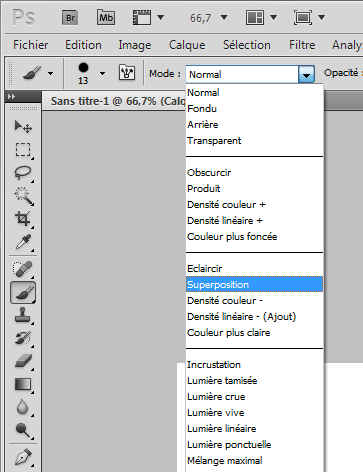 Ps Br Mb 66,7
Fichier Edition Image Calque Sélection Filtre Analys
13 Mode : Normal Opacité :
Sans titre-1 @ 66,7% (Calq
Normal
Fondu
Arrière
Transparent
Obscurcir
Produit
Densité couleur +
Densité linéaire +
Couleur plus foncée
Eclaircir
Superposition
Densité couleur -
Densité linéaire - (Ajout)
Couleur plus claire
Incrustation
Lumière tamisée
Lumière crue
Lumière vive
Lumière linéaire
Lumière ponctuelle
Mélange maximal